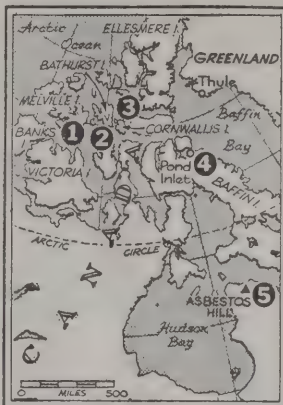 Arctic
Ocean
ELLESMERE I.
BATHURST I.
GREENLAND
Thule
MELVILLE I.
3
Baffin
Bay
BANKS I.
1
2
CORNWALLIS I.
VICTORIA I.
4
Pond
Inlet
BAFFIN I.
ARCTIC CIRCLE
5
ASBESTOS
HILL
Hudson
Bay
0 MILES 500